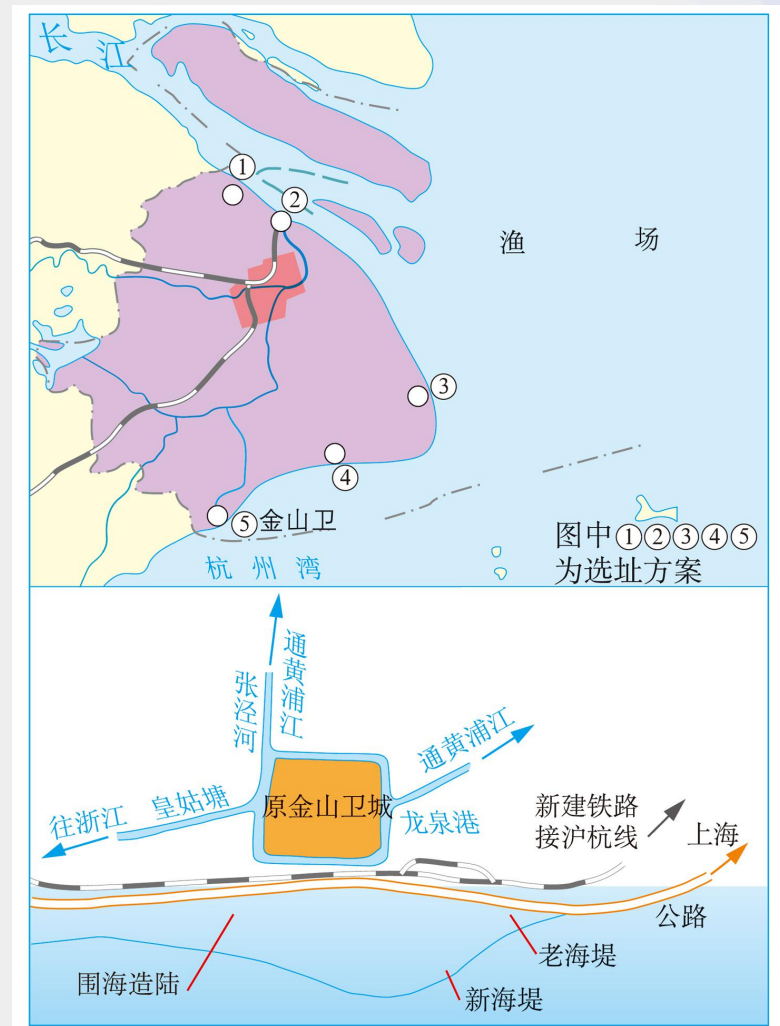 长江
①
②
渔场
③
④
⑤金山卫
杭州湾
图中①②③④⑤
为选址方案
通黄浦江
张泾河
通黄浦江
往浙江
皇姑塘
原金山卫城
龙泉港
新建铁路
接沪杭线
上海
公路
围海造陆
老海堤
新海堤